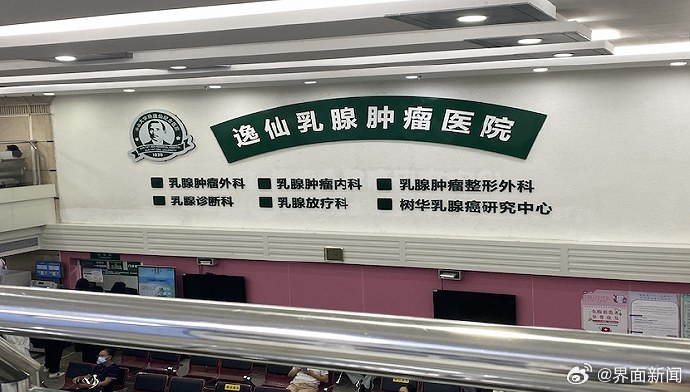 逸仙乳腺肿瘤医院
1835
乳腺肿瘤外科 乳腺肿瘤内科 乳腺肿瘤整形外科
乳腺诊断科 乳腺放疗科 树华乳腺癌研究中心
@界面新闻